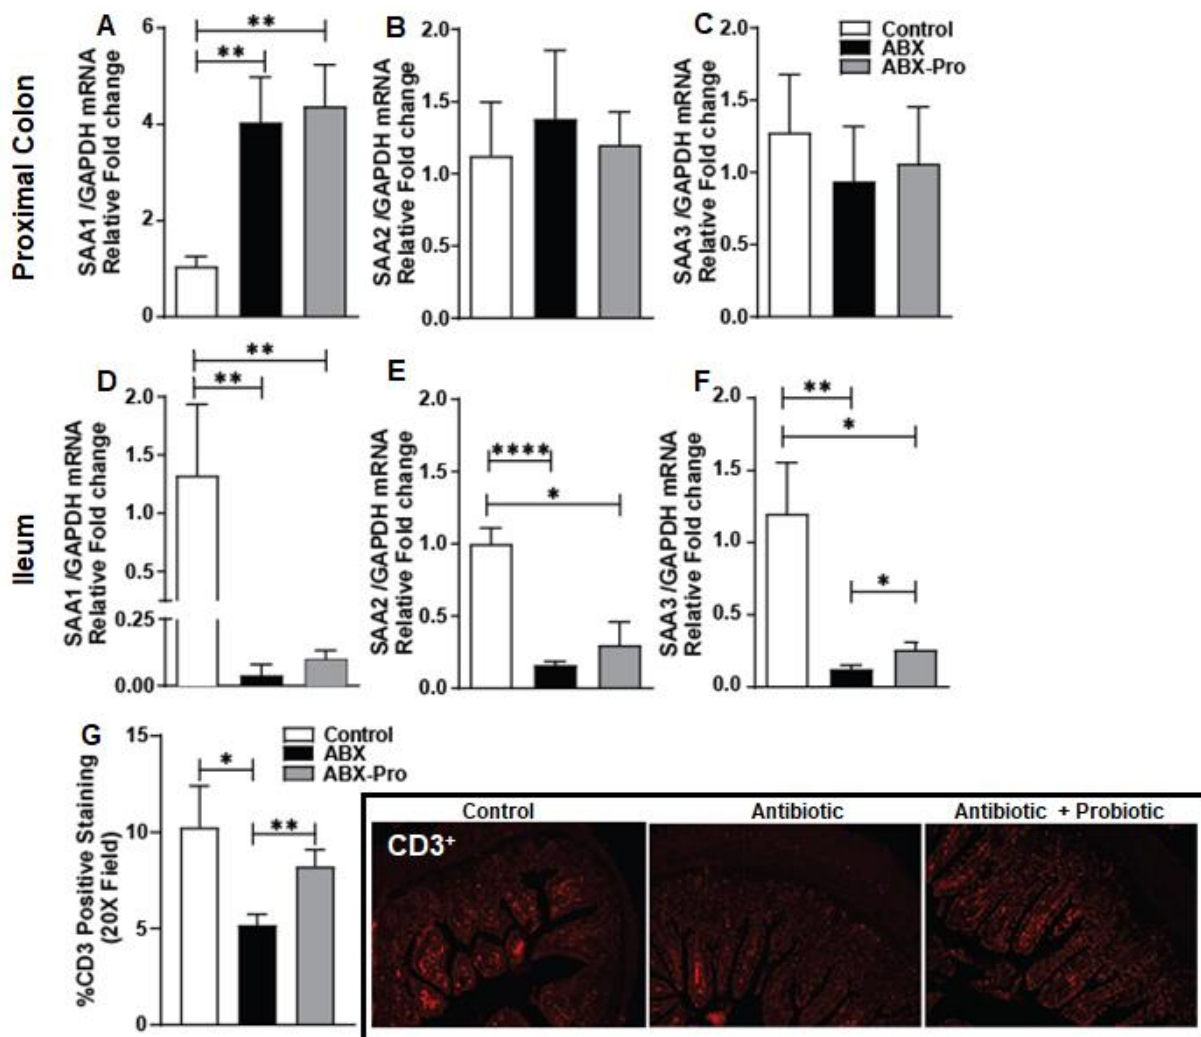 Proximal Colon
A
SAA1 /GAPDH mRNA
Relative Fold change
6
4
2
0
**
**
B
SAA2 /GAPDH mRNA
Relative Fold change
2.0
1.5
1.0
0.5
0.0
C
SAA3 /GAPDH mRNA
Relative Fold change
2.0
1.5
1.0
0.5
0.0
Control
ABX
ABX-Pro
Ileum
D
SAA1 /GAPDH mRNA
Relative Fold change
2.0
1.5
1.0
0.5
0.25
0.00
**
**
E
SAA2 /GAPDH mRNA
Relative Fold change
2.0
1.5
1.0
0.5
0.0
****
*
F
SAA3 /GAPDH mRNA
Relative Fold change
2.0
1.5
1.0
0.5
0.0
**
*
*
G
%CD3 Positive Staining
(20X Field)
15
10
5
0
*
**
Control
ABX
ABX-Pro
Control
Antibiotic
Antibiotic + Probiotic
CD3+